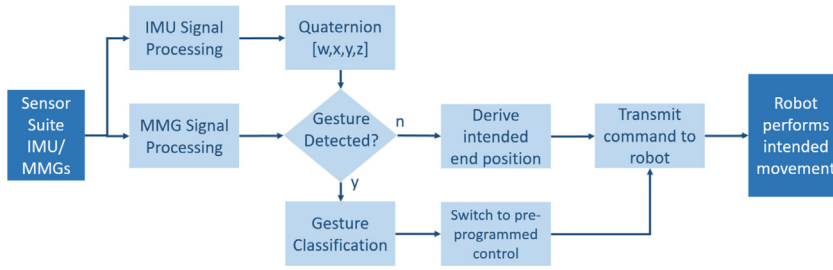 Sensor
Suite
IMU/
MMGs
IMU Signal
Processing
Quaternion
[w,x,y,z]
MMG Signal
Processing
Gesture
Detected?
n
y
Derive
intended
end position
Transmit
command to
robot
Robot
performs
intended
movement
Gesture
Classification
Switch to pre-
programmed
control